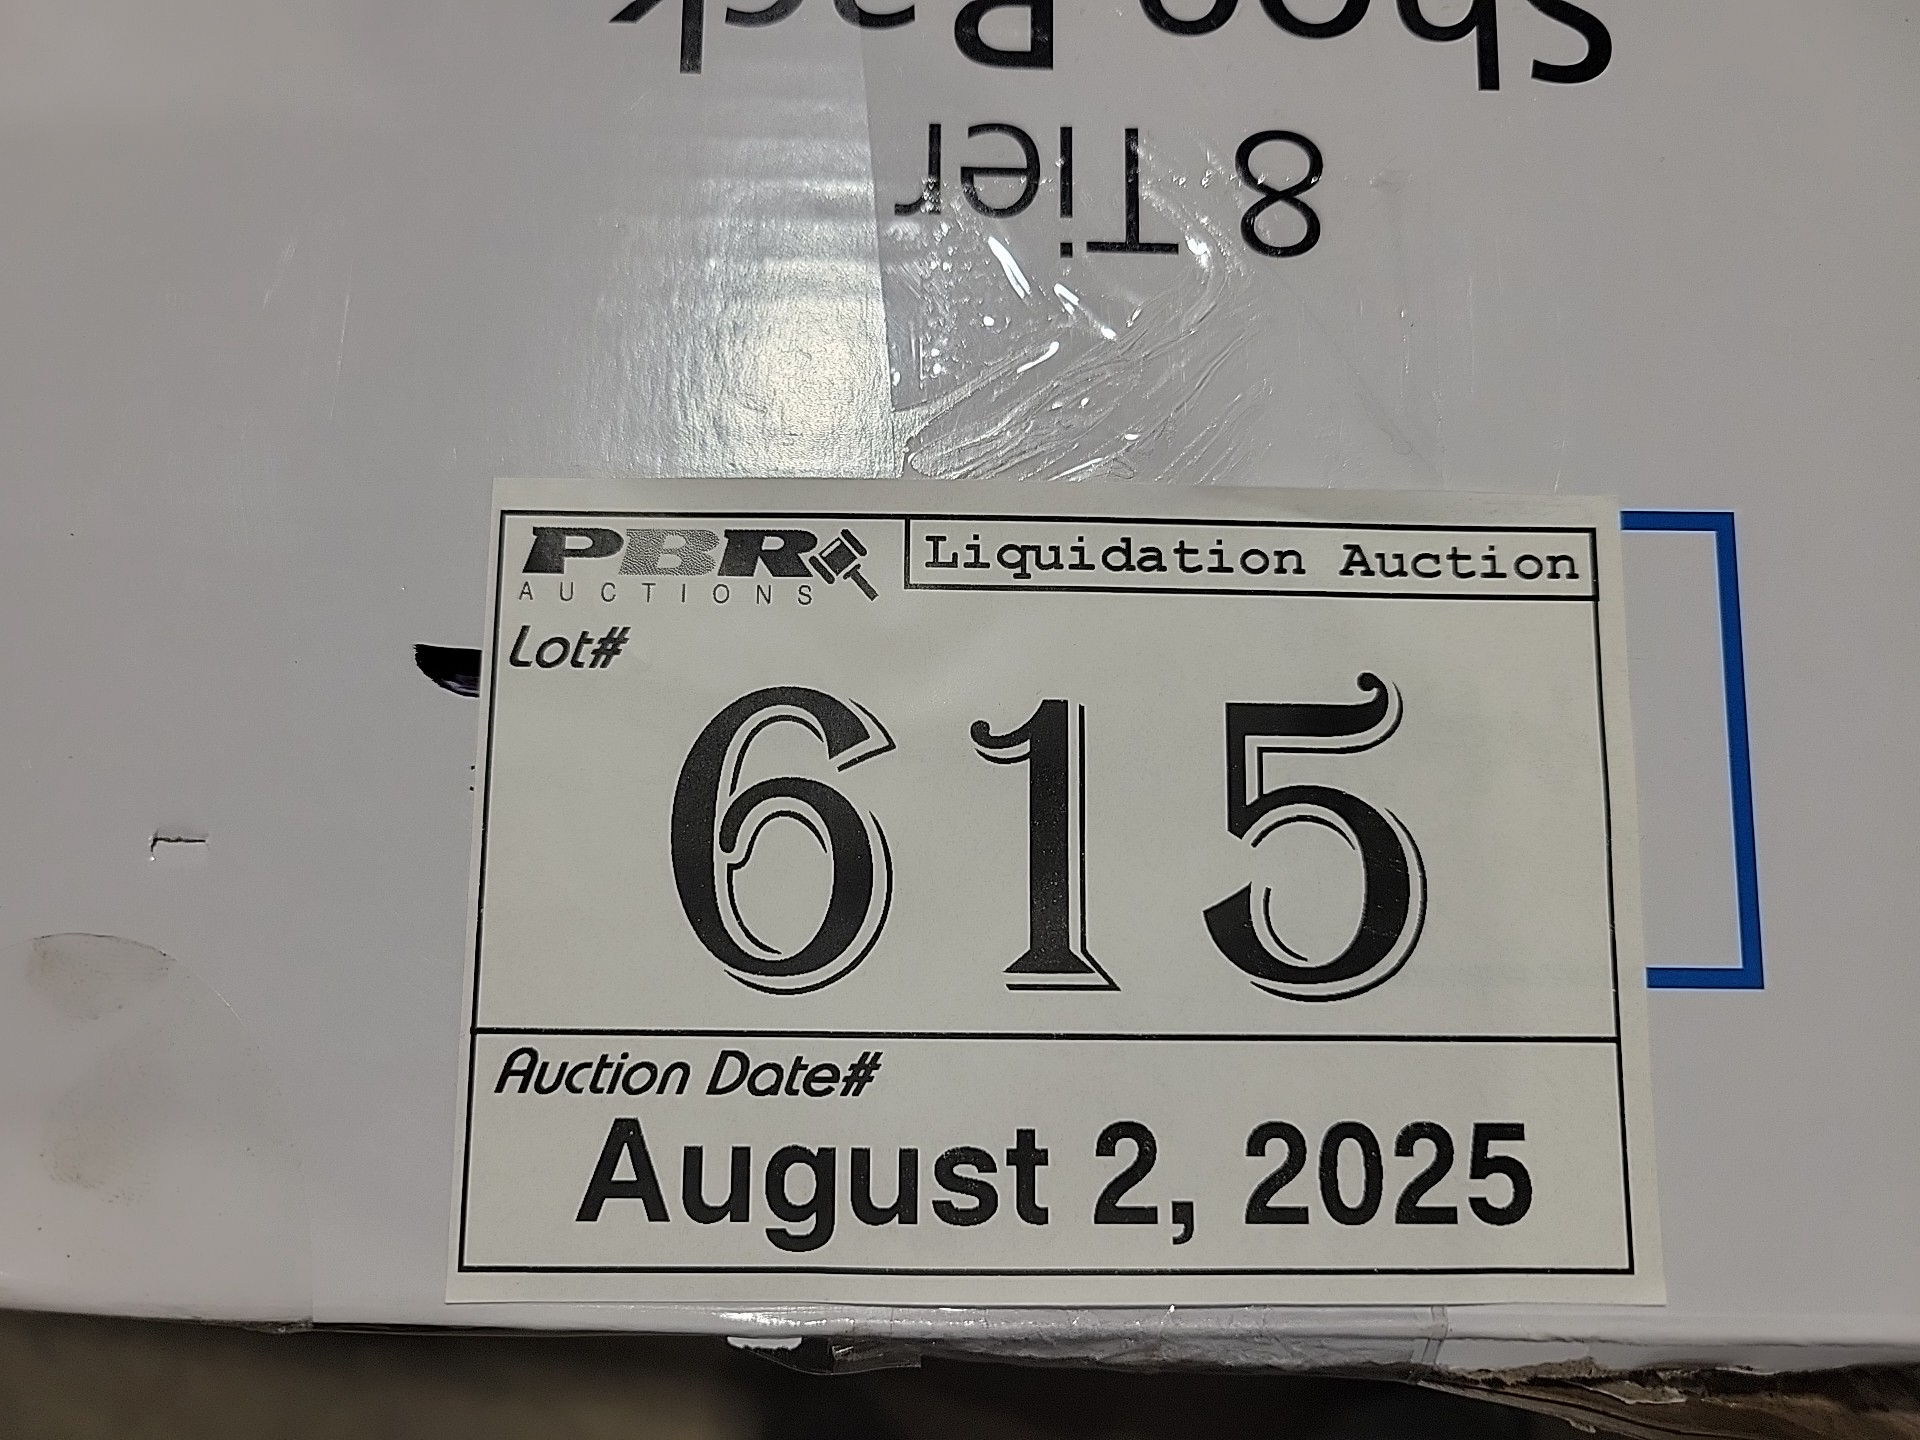 8 Tier
Shoe Rack
PBR
AUCTIONS
Liquidation Auction
Lot#
615
Auction Date#
August 2, 2025